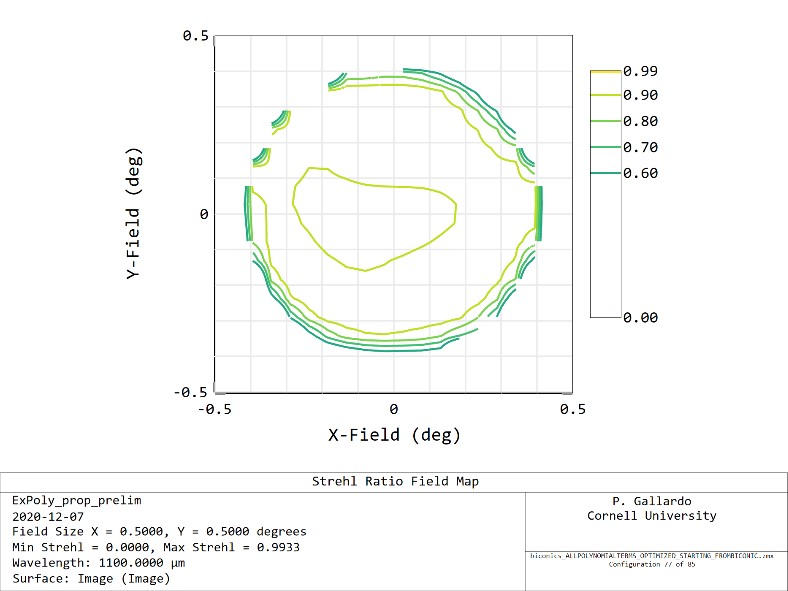 0.5
0
-0.5
Y-Field (deg)
-0.5
0
0.5
X-Field (deg)
0.99
0.90
0.80
0.70
0.60
0.00
Strehl Ratio Field Map
ExPoly_prop_prelim
2020-12-07
Field Size X = 0.5000, Y = 0.5000 degrees
Min Strehl = 0.0000, Max Strehl = 0.9933
Wavelength: 1100.0000 µm
Surface: Image (Image)
P. Gallardo
Cornell University
biconics_ALLPOLYNOMIALTERMS_OPTIMIZED_STARTING_FROMBICONIC.zmx
Configuration 77 of 85